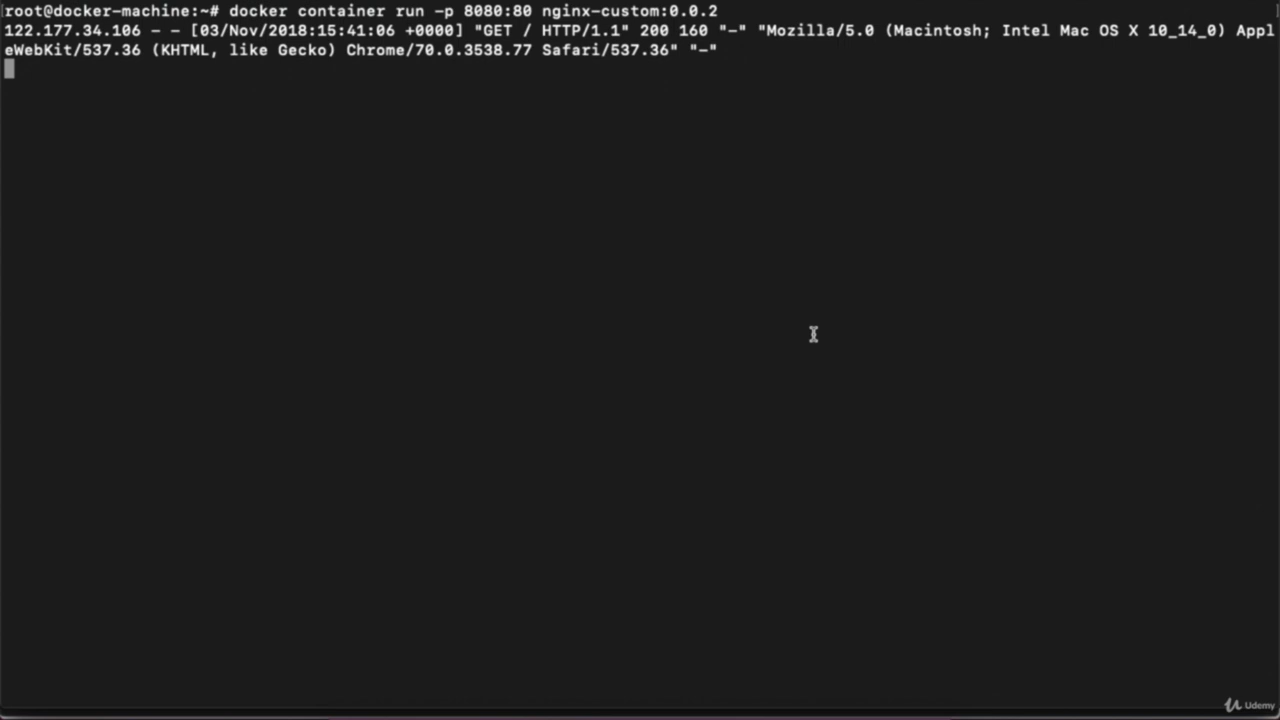 root@docker-machine:~# docker container run -p 8080:80 nginx-custom:0.0.2
122.177.34.106 - - [03/Nov/2018:15:41:06 +0000] "GET / HTTP/1.1" 200 160 "-" "Mozilla/5.0 (Macintosh; Intel Mac OS X 10_14_0) Appl
eWebKit/537.36 (KHTML, like Gecko) Chrome/70.0.3538.77 Safari/537.36" "-"
Udemy